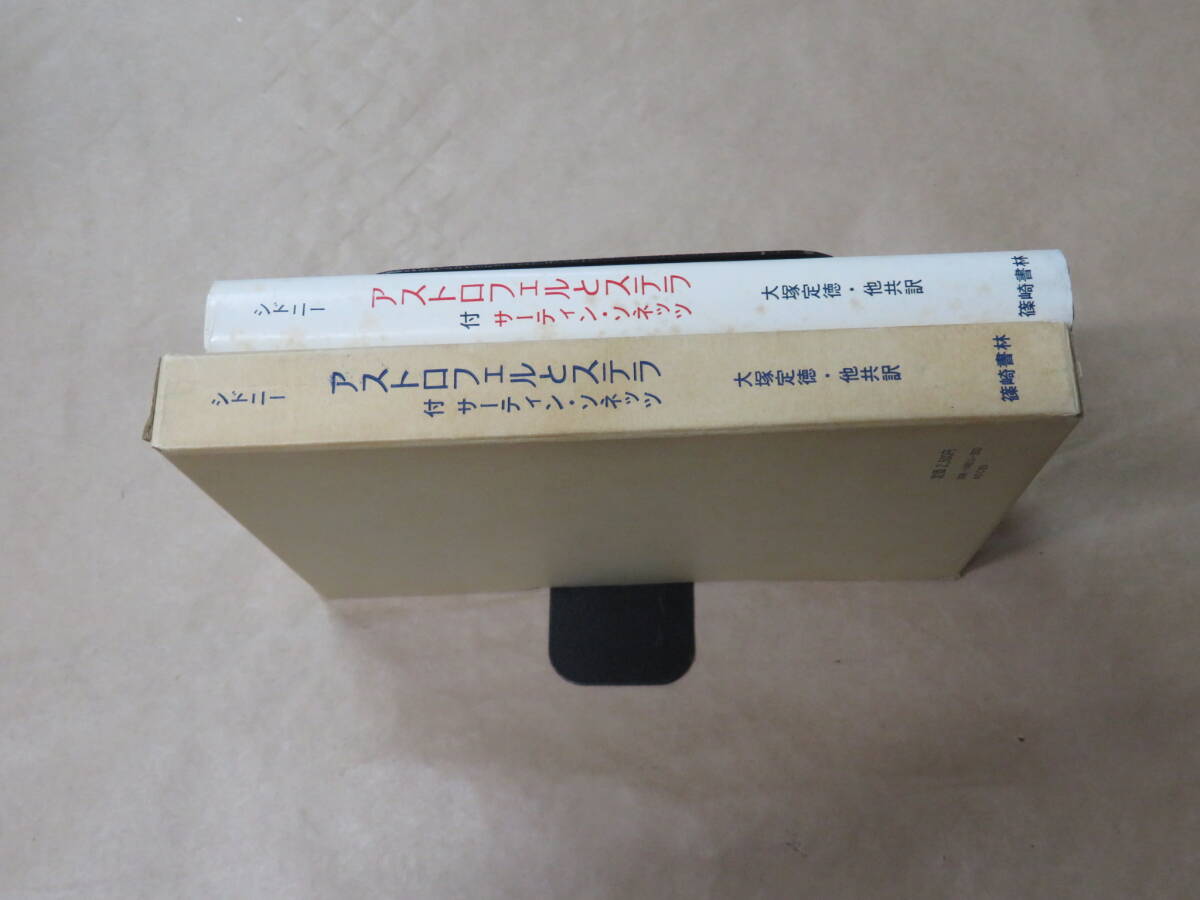 シドニー
アストロフェルとステラ
付 サーティン・ソネッツ
大塚定徳・他共訳
篠崎書林
シドニー
アストロフェルとステラ
付 サーティン・ソネッツ
大塚定徳・他共訳
篠崎書林